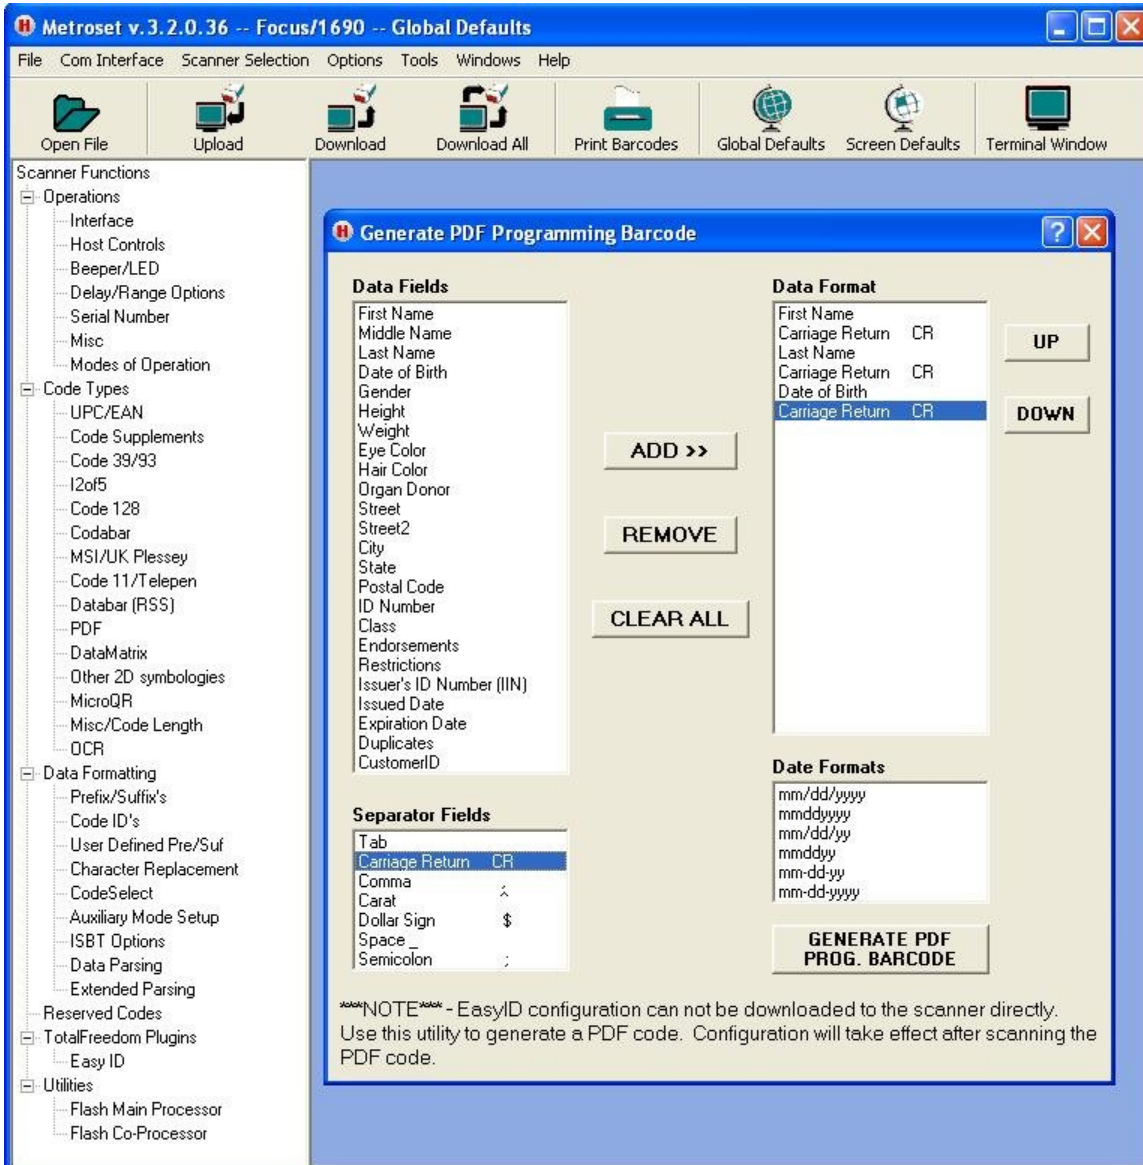 Metroset v.3.2.0.36 -- Focus/1690 -- Global Defaults
File Com Interface Scanner Selection Options Tools Windows Help
Open File Upload Download Download All Print Barcodes Global Defaults Screen Defaults Terminal Window
Scanner Functions
Operations
Interface
Host Controls
Beeper/LED
Delay/Range Options
Serial Number
Misc
Modes of Operation
Code Types
UPC/EAN
Code Supplements
Code 39/93
I2of5
Code 128
Codabar
MSI/UK Plessey
Code 11/Telepen
Databar (RSS)
PDF
DataMatrix
Other 2D symbologies
MicroQR
Misc/Code Length
OCR
Data Formatting
Prefix/Suffix's
Code ID's
User Defined Pre/Suf
Character Replacement
CodeSelect
Auxiliary Mode Setup
ISBT Options
Data Parsing
Extended Parsing
Reserved Codes
TotalFreedom Plugins
Easy ID
Utilities
Flash Main Processor
Flash Co-Processor
Generate PDF Programming Barcode
Data Fields
First Name
Middle Name
Last Name
Date of Birth
Gender
Height
Weight
Eye Color
Hair Color
Organ Donor
Street
Street2
City
State
Postal Code
ID Number
Class
Endorsements
Restrictions
Issuer's ID Number (IIN)
Issued Date
Expiration Date
Duplicates
CustomerID
Separator Fields
Tab
Carriage Return CR
Comma ,
Carat ^
Dollar Sign $
Space _
Semicolon ;
ADD >>
REMOVE
CLEAR ALL
Data Format
First Name
Carriage Return CR
Last Name
Carriage Return CR
Date of Birth
Carriage Return CR
UP
DOWN
Date Formats
mm/dd/yyyy
mmddyyyy
mm/dd/yy
mmddyy
mm-dd-yy
mm-dd-yyyy
GENERATE PDF
PROG. BARCODE
***NOTE*** - EasyID configuration can not be downloaded to the scanner directly.
Use this utility to generate a PDF code. Configuration will take effect after scanning the
PDF code.